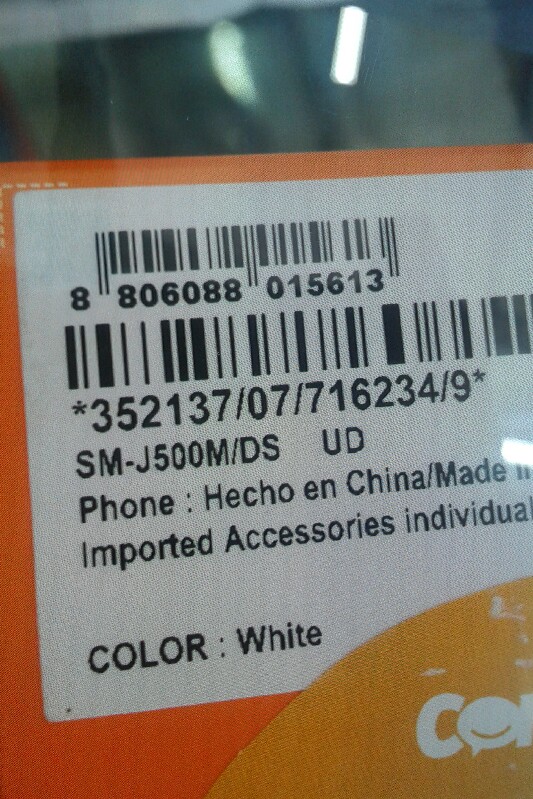 8 806088 015613
*352137/07/716234/9*
SM-J500M/DS UD
Phone : Hecho en China/Made
Imported Accessories
COLOR : White